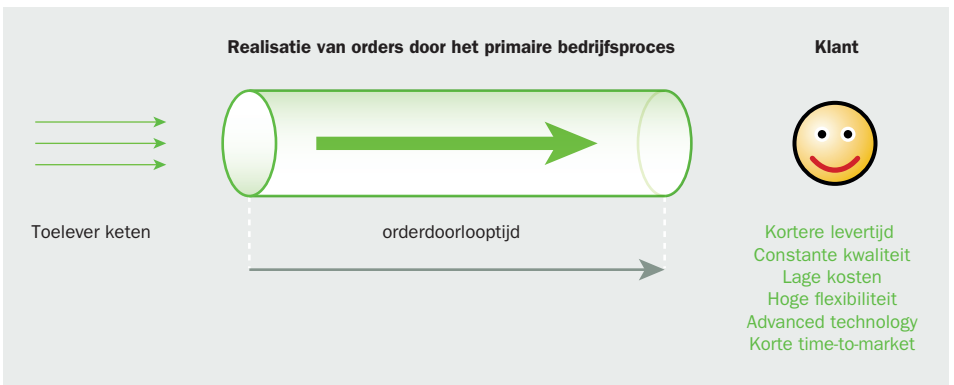 Realisatie van orders door het primaire bedrijfsproces
Klant
Toelever keten
orderdoorlooptijd
Kortere levertijd
Constante kwaliteit
Lage kosten
Hoge flexibiliteit
Advanced technology
Korte time-to-market